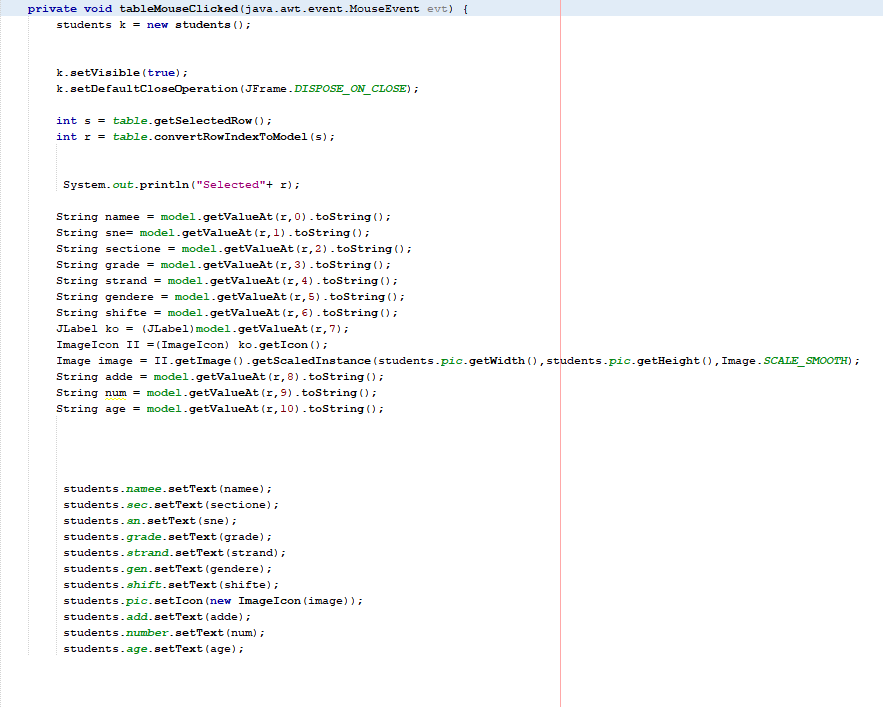 private void tableMouseClicked(java.awt.event.MouseEvent evt) {
students k = new students();
k.setVisible(true);
k.setDefaultCloseOperation(JFrame.DISPOSE_ON_CLOSE);
int s = table.getSelectedRow();
int r = table.convertRowIndexToModel(s);
System.out.println("Selected"+ r);
String namee = model.getValueAt(r,0).toString();
String sne= model.getValueAt(r,1).toString();
String sectione = model.getValueAt(r,2).toString();
String grade = model.getValueAt(r,3).toString();
String strand = model.getValueAt(r,4).toString();
String gendere = model.getValueAt(r,5).toString();
String shifte = model.getValueAt(r,6).toString();
JLabel ko = (JLabel)model.getValueAt(r,7);
ImageIcon II =(ImageIcon) ko.getIcon();
Image image = II.getImage().getScaledInstance(students.pic.getWidth(),students.pic.getHeight(),Image.SCALE_SMOOTH);
String adde = model.getValueAt(r,8).toString();
String num = model.getValueAt(r,9).toString();
String age = model.getValueAt(r,10).toString();
students.namee.setText(namee);
students.sec.setText(sectione);
students.sn.setText(sne);
students.grade.setText(grade);
students.strand.setText(strand);
students.gen.setText(gendere);
students.shift.setText(shifte);
students.pic.setIcon(new ImageIcon(image));
students.add.setText(adde);
students.number.setText(num);
students.age.setText(age);